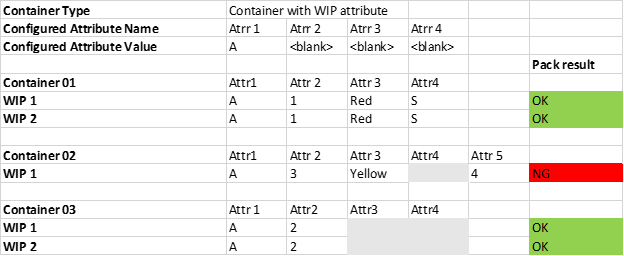 Container Type Container with WIP attribute
Configured Attribute Name Atrr 1 Atrr 2 Atrr 3 Atrr 4
Configured Attribute Value A <blank> <blank> <blank>
Pack result
Container 01 Attr1 Attr 2 Attr 3 Attr4
WIP 1 A 1 Red S OK
WIP 2 A 1 Red S OK
Container 02 Attr1 Attr 2 Attr 3 Attr4 Attr 5
WIP 1 A 3 Yellow 4 NG
Container 03 Attr 1 Attr2 Attr3 Attr4
WIP 1 A 2 OK
WIP 2 A 2 OK